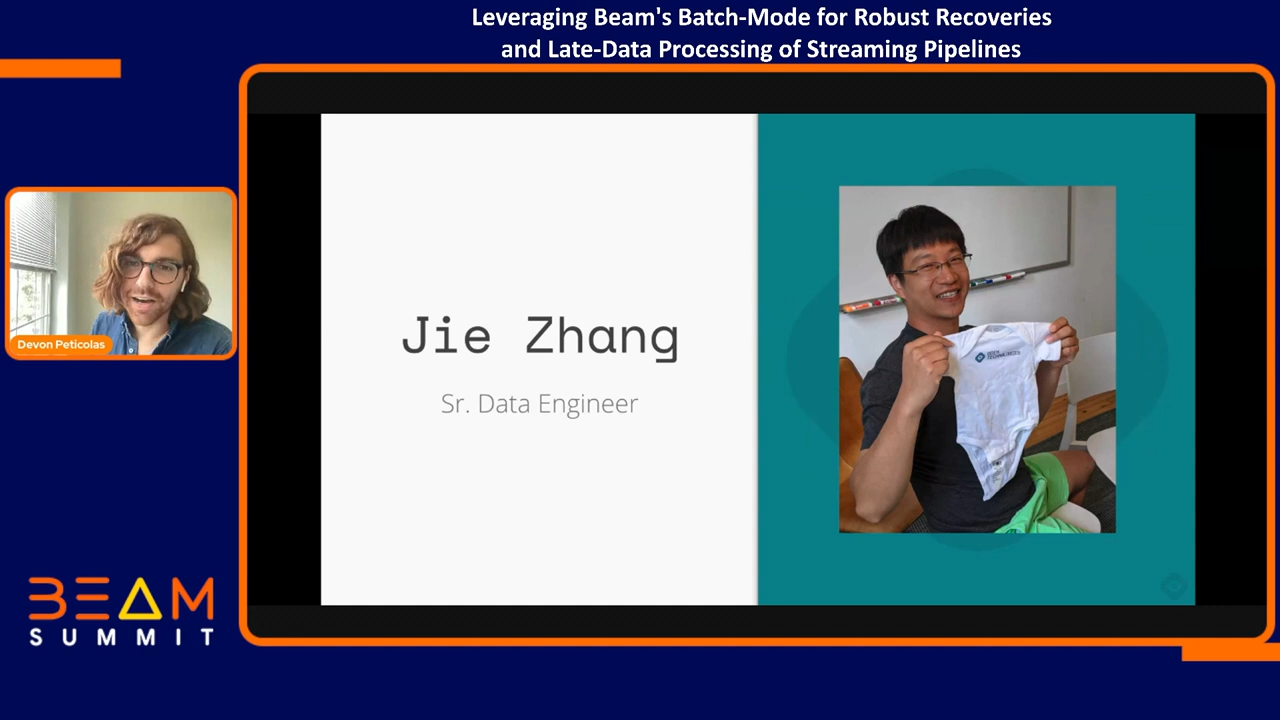 Leveraging Beam's Batch-Mode for Robust Recoveries
and Late-Data Processing of Streaming Pipelines
Devon Peticolas
Jie Zhang
Sr. Data Engineer
BEAM
SUMMIT